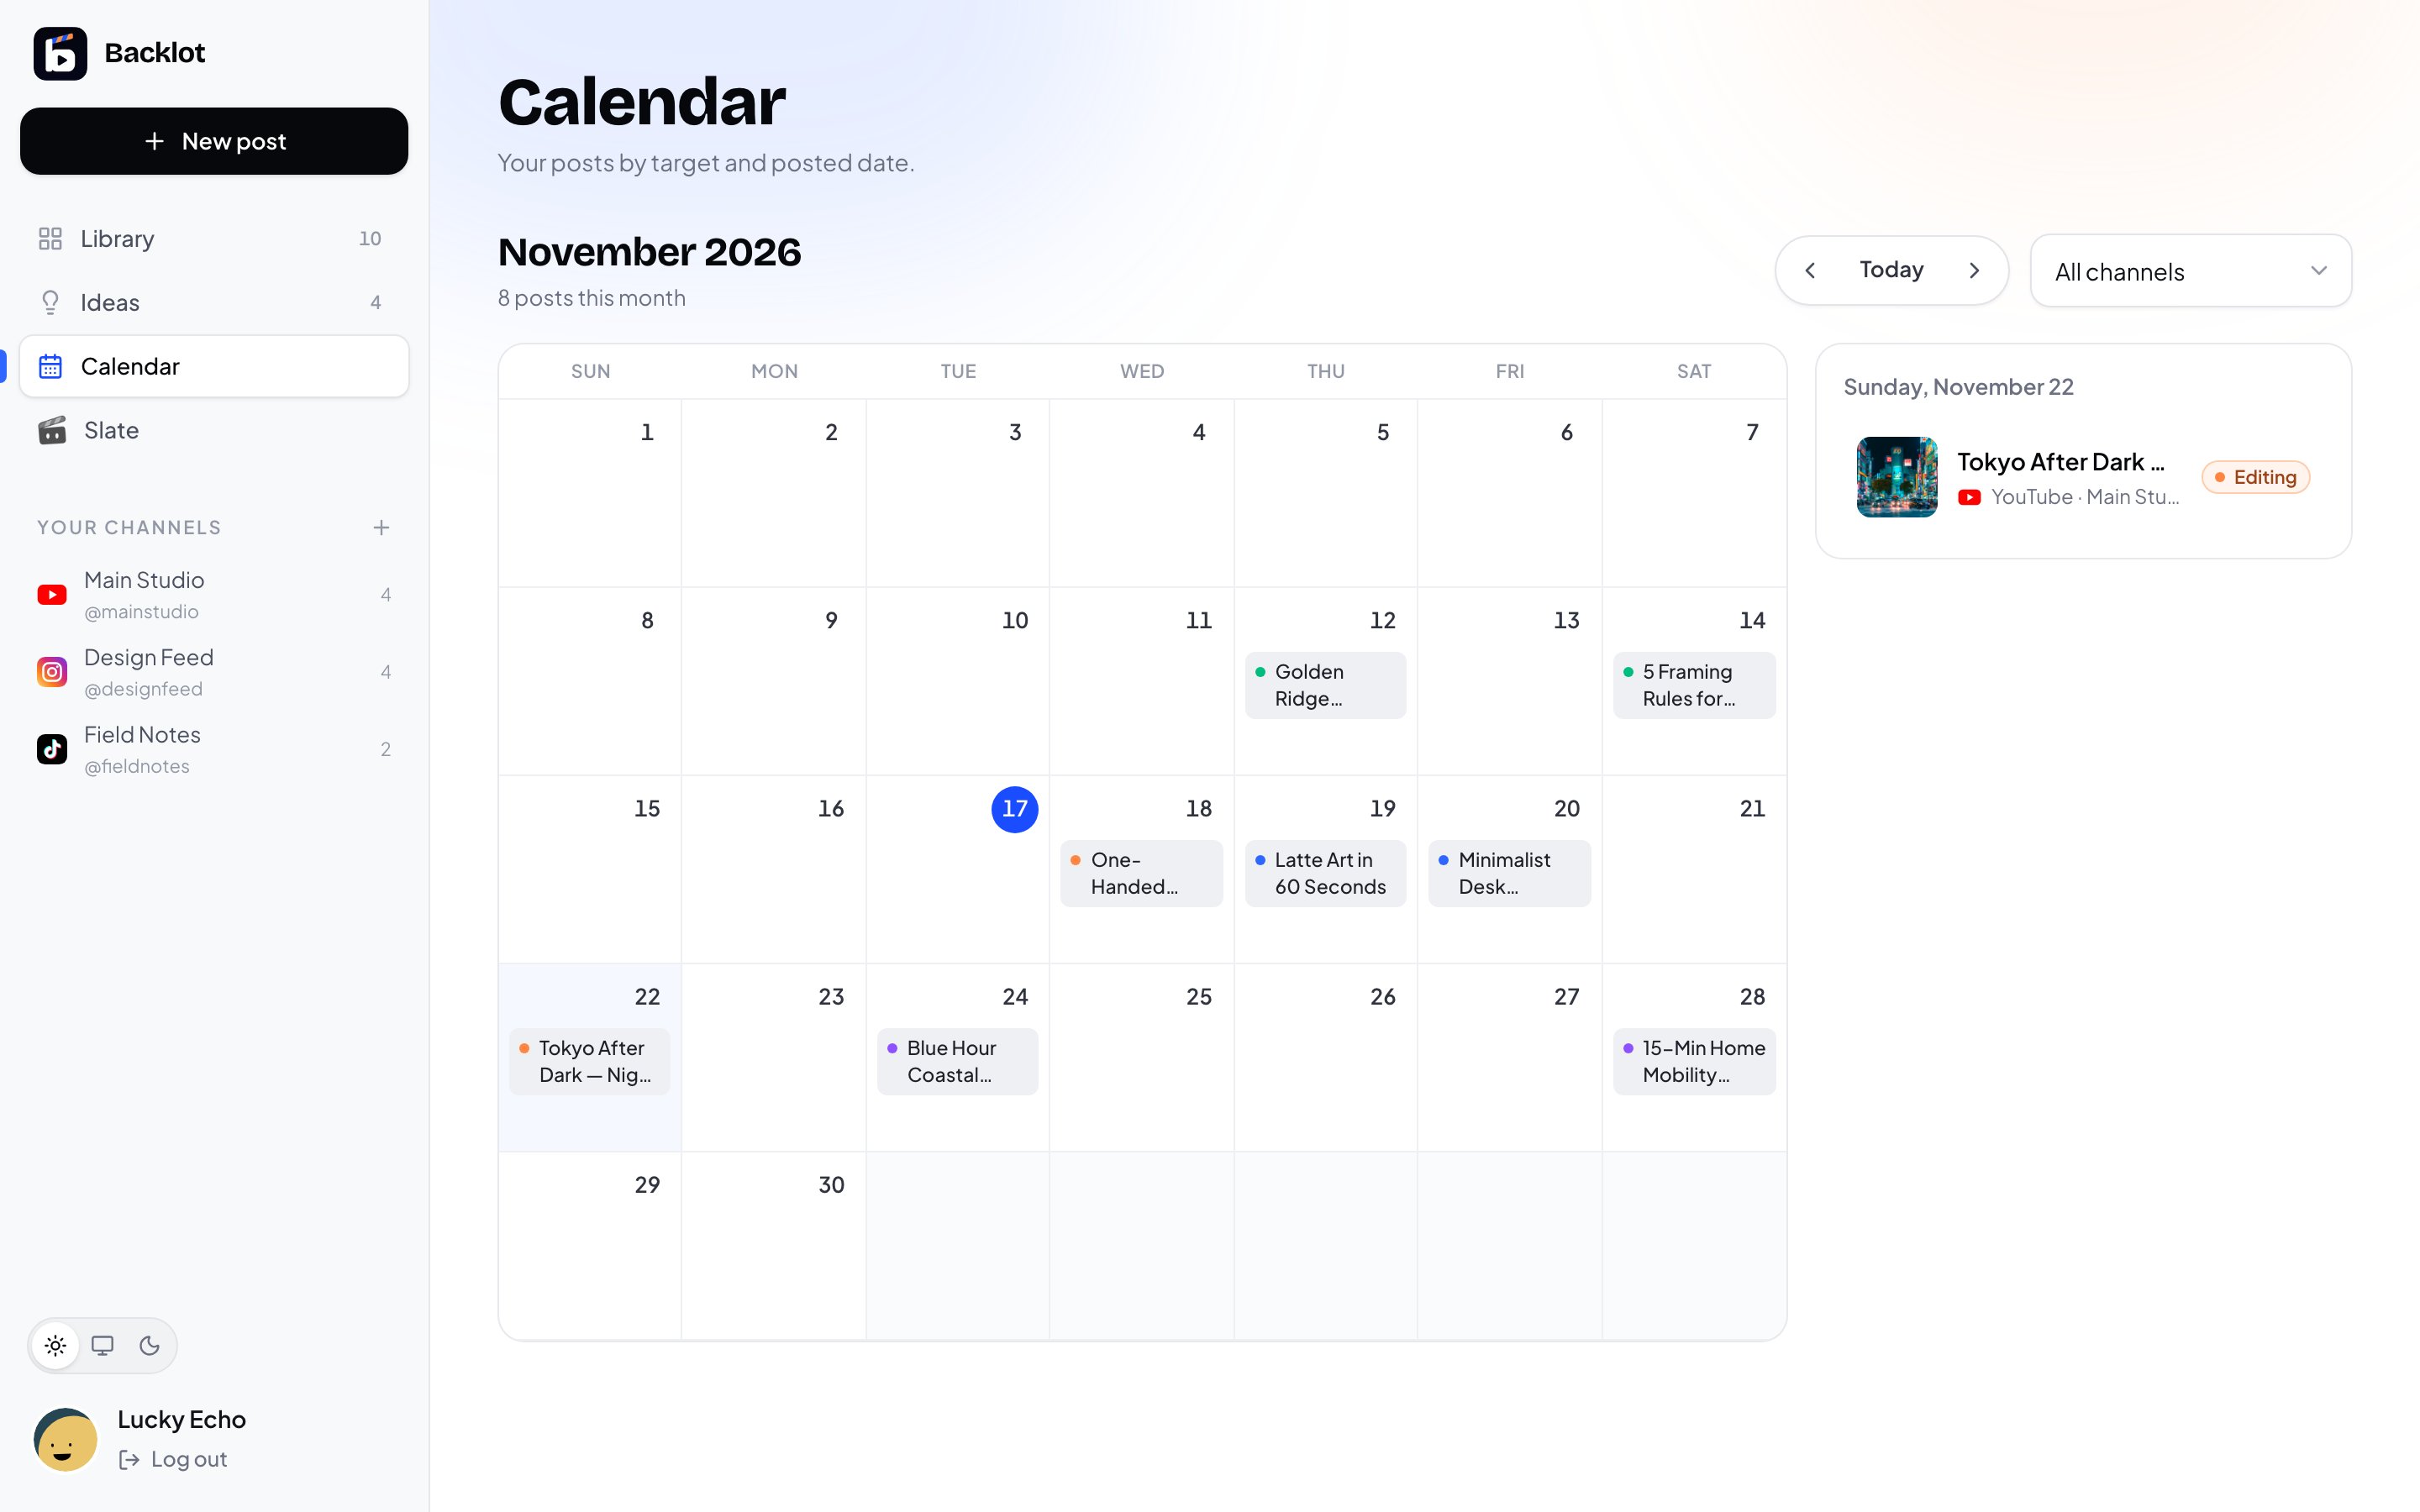 Backlot
New post
Library 10
Ideas 4
Calendar
Slate
YOUR CHANNELS
Main Studio
@mainstudio
4
Design Feed
@designfeed
4
Field Notes
@fieldnotes
2
Lucky Echo
Log out
Calendar
Your posts by target and posted date.
November 2026
8 posts this month
Today
All channels
SUN MON TUE WED THU FRI SAT
1 2 3 4 5 6 7
8 9 10 11 12 13 14
Golden
Ridge...
5 Framing
Rules for...
15 16 17 18 19 20 21
One-
Handed...
Latte Art in
60 Seconds
Minimalist
Desk...
22 23 24 25 26 27 28
Tokyo After
Dark — Nig...
Blue Hour
Coastal...
15-Min Home
Mobility...
29 30
Sunday, November 22
Tokyo After Dark ...
YouTube · Main Stu...
Editing